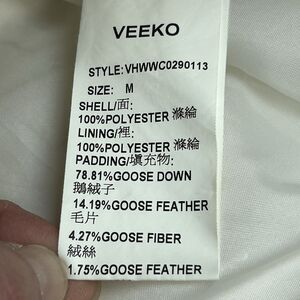 VEEKO
STYLE:VHWWC0290113
SIZE: M
SHELL/面:
100%POLYESTER 滌綸
LINING/裡:
100%POLYESTER 滌綸
PADDING/填充物:
78.81%GOOSE DOWN
鵝絨子
14.19%GOOSE FEATHER
毛片
4.27%GOOSE FIBER
絨絲
1.75%GOOSE FEATHER